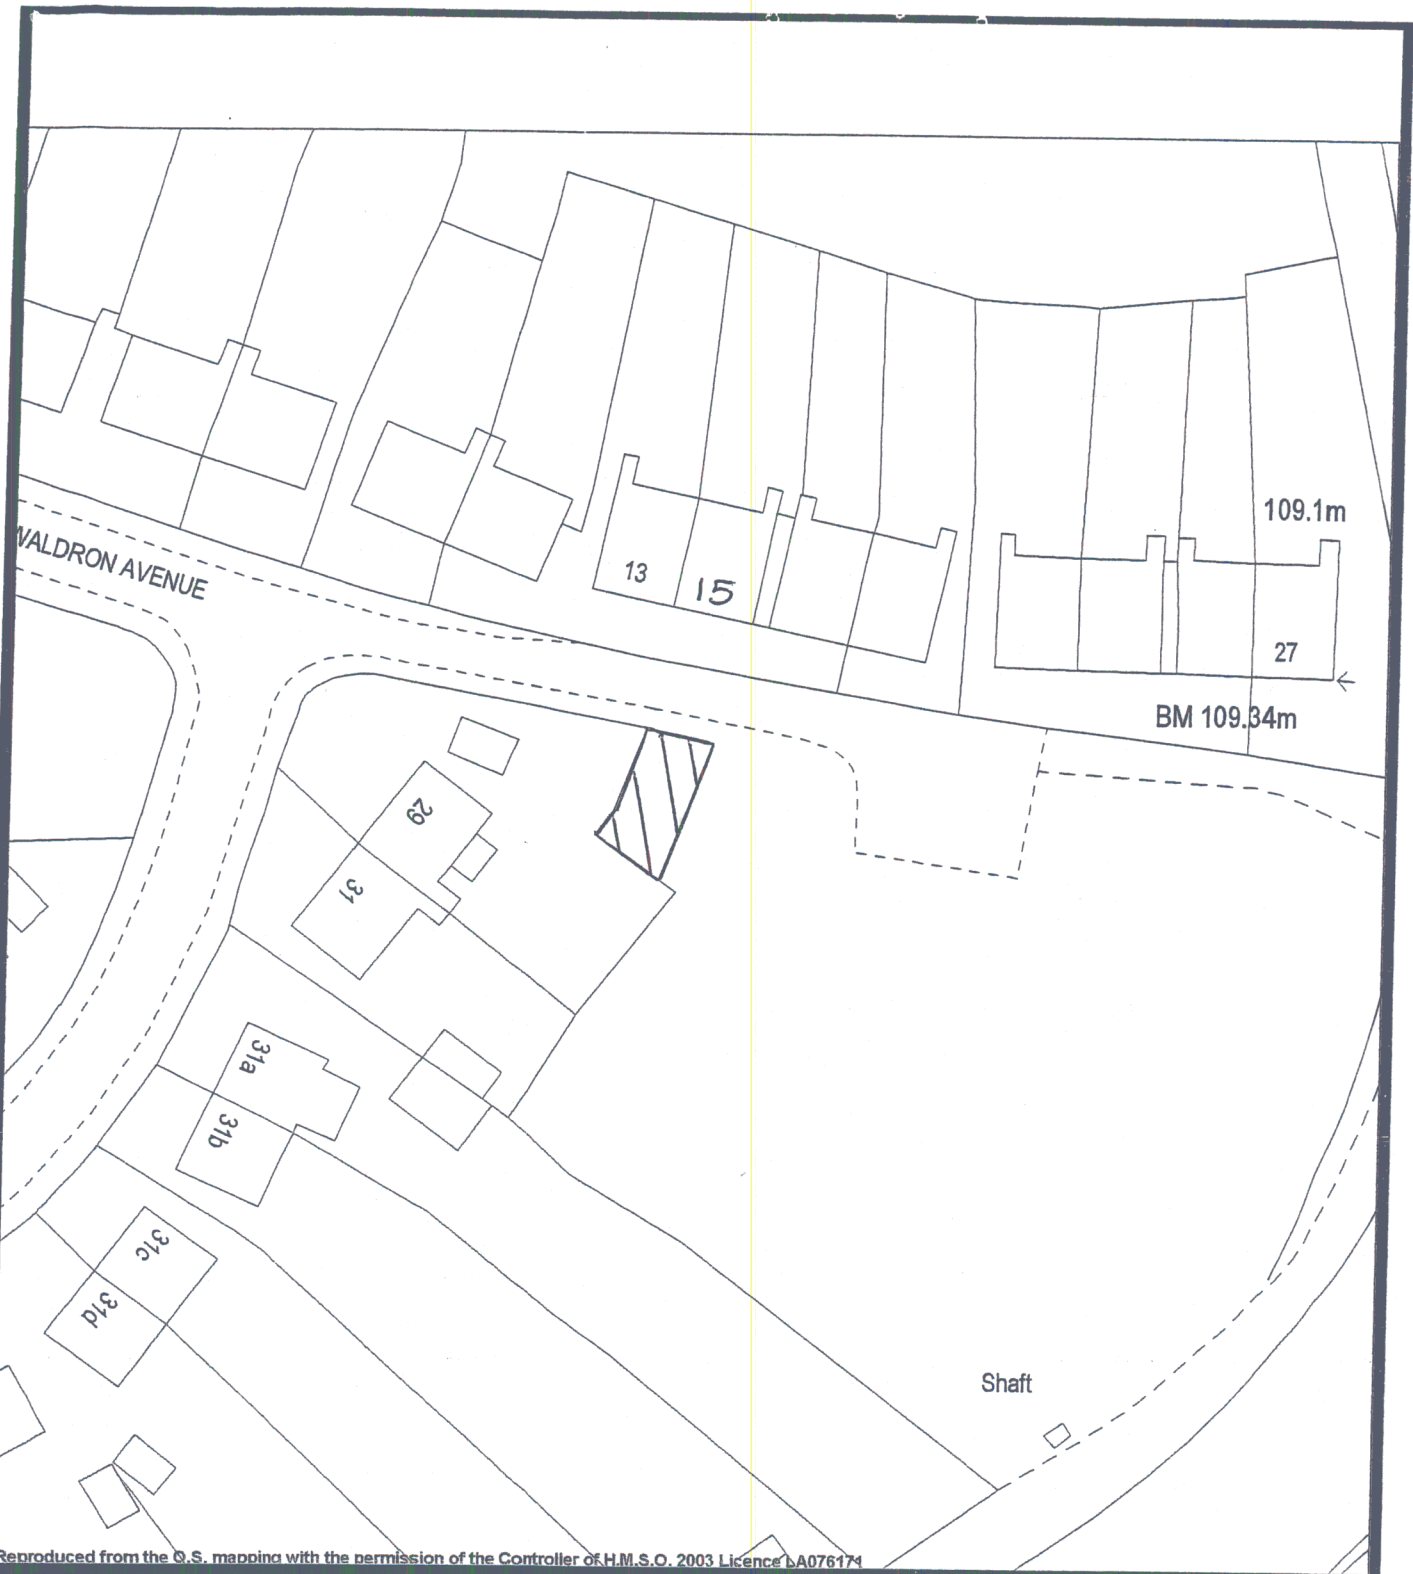 109.1m
WALDRON AVENUE
13
15
27
BM 109.34m
29
31
31a
31b
31c
31d
Shaft
Reproduced from the O.S. mapping with the permission of the Controller of H.M.S.O. 2003 Licence LA076171